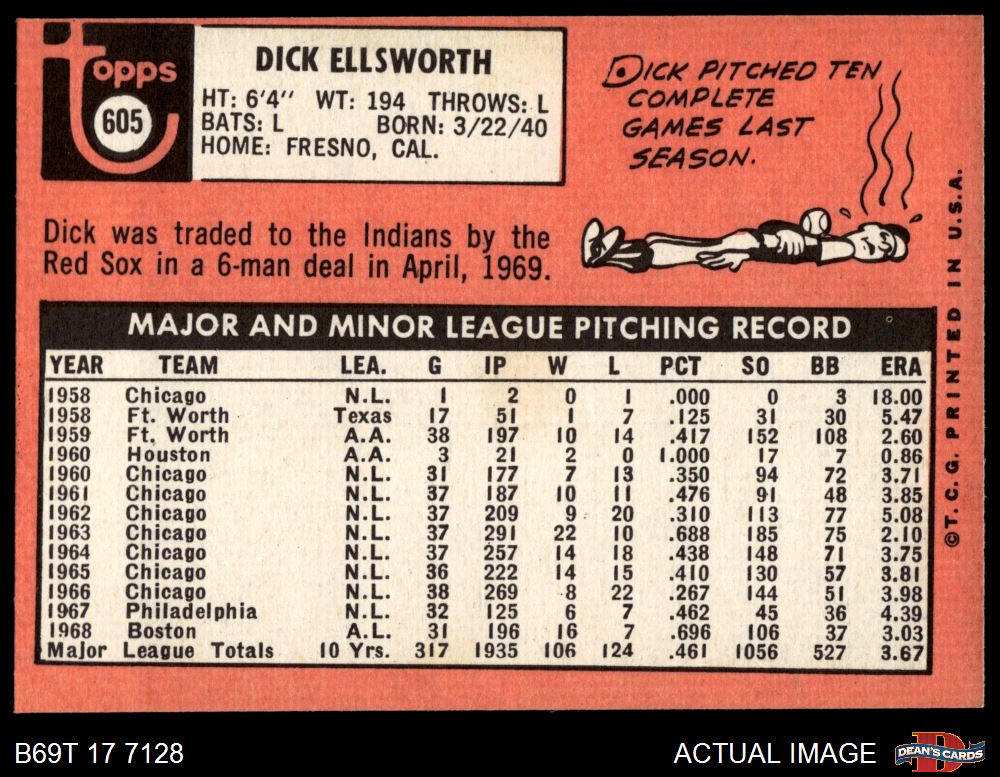 Topps
605
DICK ELLSWORTH
HT: 6'4" WT: 194 THROWS: L
BATS: L BORN: 3/22/40
HOME: FRESNO, CAL.
DICK PITCHED TEN
COMPLETE
GAMES LAST
SEASON.
Dick was traded to the Indians by the
Red Sox in a 6-man deal in April, 1969.
MAJOR AND MINOR LEAGUE PITCHING RECORD
YEAR TEAM LEA. G IP W L PCT SO BB ERA
1958 Chicago N.L. 1 2 0 1 .000 0 3 18.00
1958 Ft. Worth Texas 17 51 1 7 .125 31 30 5.47
1959 Ft. Worth A.A. 38 197 10 14 .417 152 108 2.60
1960 Houston A.A. 3 21 2 0 1.000 17 7 0.86
1960 Chicago N.L. 31 177 7 13 .350 94 72 3.71
1961 Chicago N.L. 37 187 10 11 .476 91 48 3.85
1962 Chicago N.L. 37 209 9 20 .310 113 77 5.08
1963 Chicago N.L. 37 291 22 10 .688 185 75 2.10
1964 Chicago N.L. 37 257 14 18 .438 148 71 3.75
1965 Chicago N.L. 36 222 14 15 .410 130 57 3.81
1966 Chicago N.L. 38 269 8 22 .267 144 51 3.98
1967 Philadelphia N.L. 32 125 6 7 .462 45 36 4.39
1968 Boston A.L. 31 196 16 7 .696 106 37 3.03
Major League Totals 10 Yrs. 317 1935 106 124 .461 1056 527 3.67
©T. C. G. PRINTED IN U.S.A.
B69T 17 7128
ACTUAL IMAGE
DEAN'S CARDS